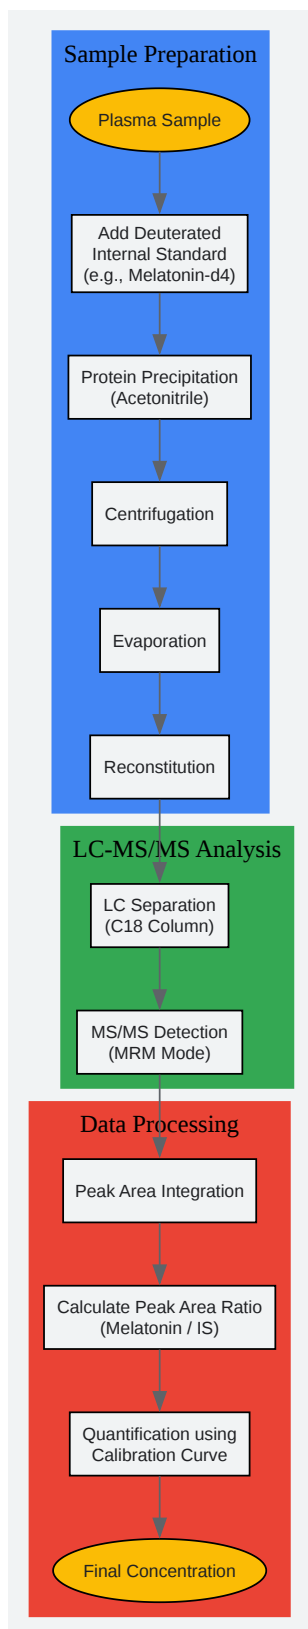 Sample Preparation
Plasma Sample
Add Deuterated
Internal Standard
(e.g., Melatonin-d4)
Protein Precipitation
(Acetonitrile)
Centrifugation
Evaporation
Reconstitution
LC-MS/MS Analysis
LC Separation
(C18 Column)
MS/MS Detection
(MRM Mode)
Data Processing
Peak Area Integration
Calculate Peak Area Ratio
(Melatonin / IS)
Quantification using
Calibration Curve
Final Concentration